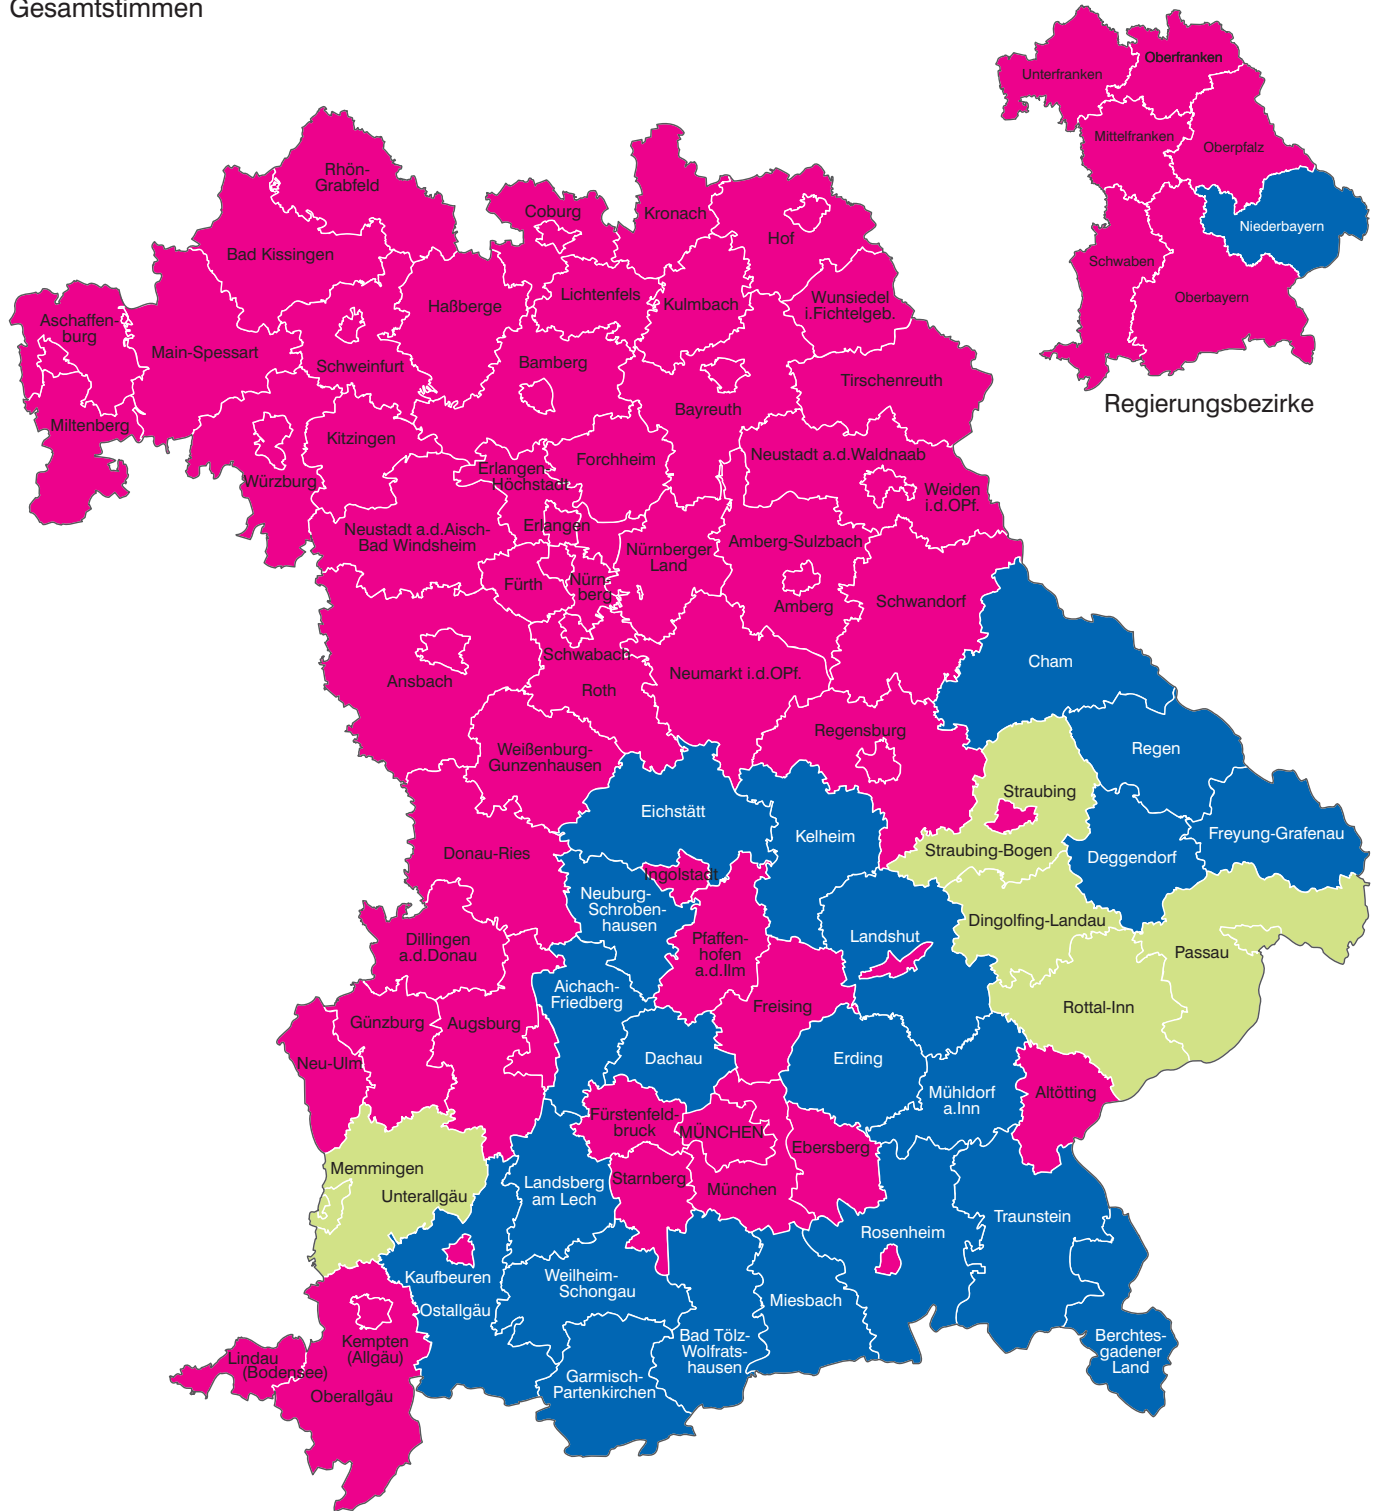 Gesamtstimmen
Unterfranken
Oberfranken
Mittelfranken
Oberpfalz
Niederbayern
Schwaben
Oberbayern
Regierungsbezirke
Rhön-
Grabfeld
Coburg
Kronach
Hof
Bad Kissingen
Lichtenfels
Kulmbach
Haßberge
Wunsiedel
i.Fichtelgeb.
Aschaffen-
burg
Main-Spessart
Schweinfurt
Bamberg
Tirschenreuth
Bayreuth
Miltenberg
Kitzingen
Neustadt a.d.Waldnaab
Forchheim
Erlangen-
Höchstadt
Würzburg
Weiden
i.d.OPf.
Erlangen
Neustadt a.d.Aisch-
Bad Windsheim
Amberg-Sulzbach
Nürnberger
Land
Fürth
Nürn-
berg
Amberg
Schwandorf
Schwabach
Cham
Ansbach
Neumarkt i.d.OPf.
Roth
Regensburg
Weißenburg-
Gunzenhausen
Regen
Straubing
Eichstätt
Kelheim
Freyung-Grafenau
Donau-Ries
Straubing-Bogen
Deggendorf
Ingolstadt
Neuburg-
Schroben-
hausen
Dingolfing-Landau
Landshut
Dillingen
a.d.Donau
Pfaffen-
hofen
a.d.Ilm
Passau
Aichach-
Friedberg
Freising
Rottal-Inn
Günzburg
Augsburg
Neu-Ulm
Dachau
Erding
Mühldorf
a.Inn
Altötting
Fürstenfeld-
bruck
MÜNCHEN
Ebersberg
Memmingen
Unterallgäu
Landsberg
am Lech
Starnberg
München
Traunstein
Rosenheim
Kaufbeuren
Weilheim-
Schongau
Miesbach
Ostallgäu
Kempten
(Allgäu)
Bad Tölz-
Wolfrats-
hausen
Berchtes-
gadener
Land
Lindau
(Bodensee)
Oberallgäu
Garmisch-
Partenkirchen